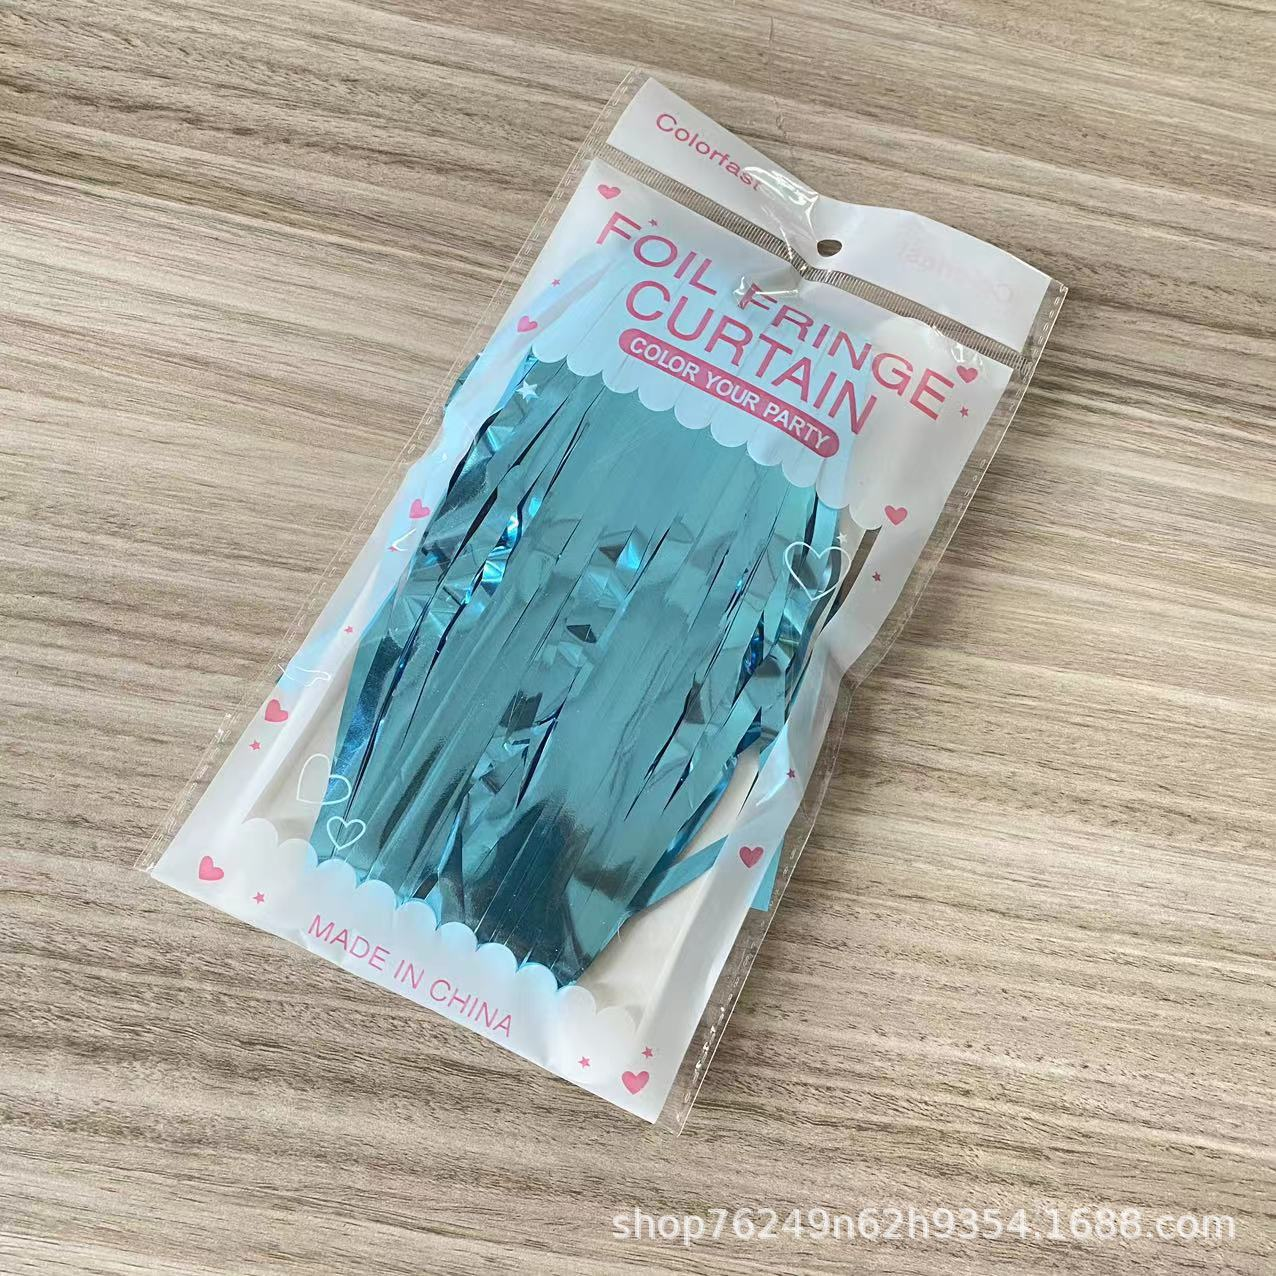 Colorfast
FOIL FRINGE
CURTAIN
COLOR YOUR PARTY
MADE IN CHINA
shop76249n62h9354.1688.com